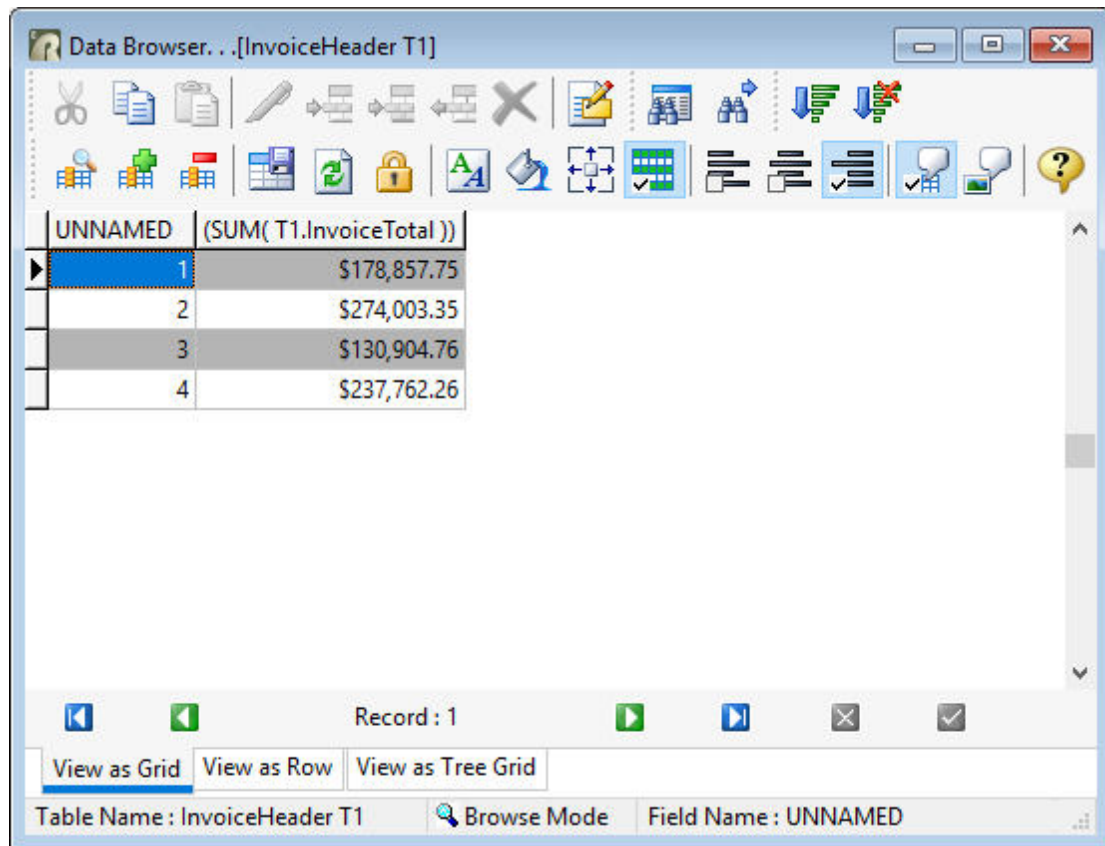 Data Browser. . .[InvoiceHeader T1]
UNNAMED (SUM( T1.InvoiceTotal ))
1 $178,857.75
2 $274,003.35
3 $130,904.76
4 $237,762.26
Record : 1
View as Grid View as Row View as Tree Grid
Table Name : InvoiceHeader T1 Browse Mode Field Name : UNNAMED